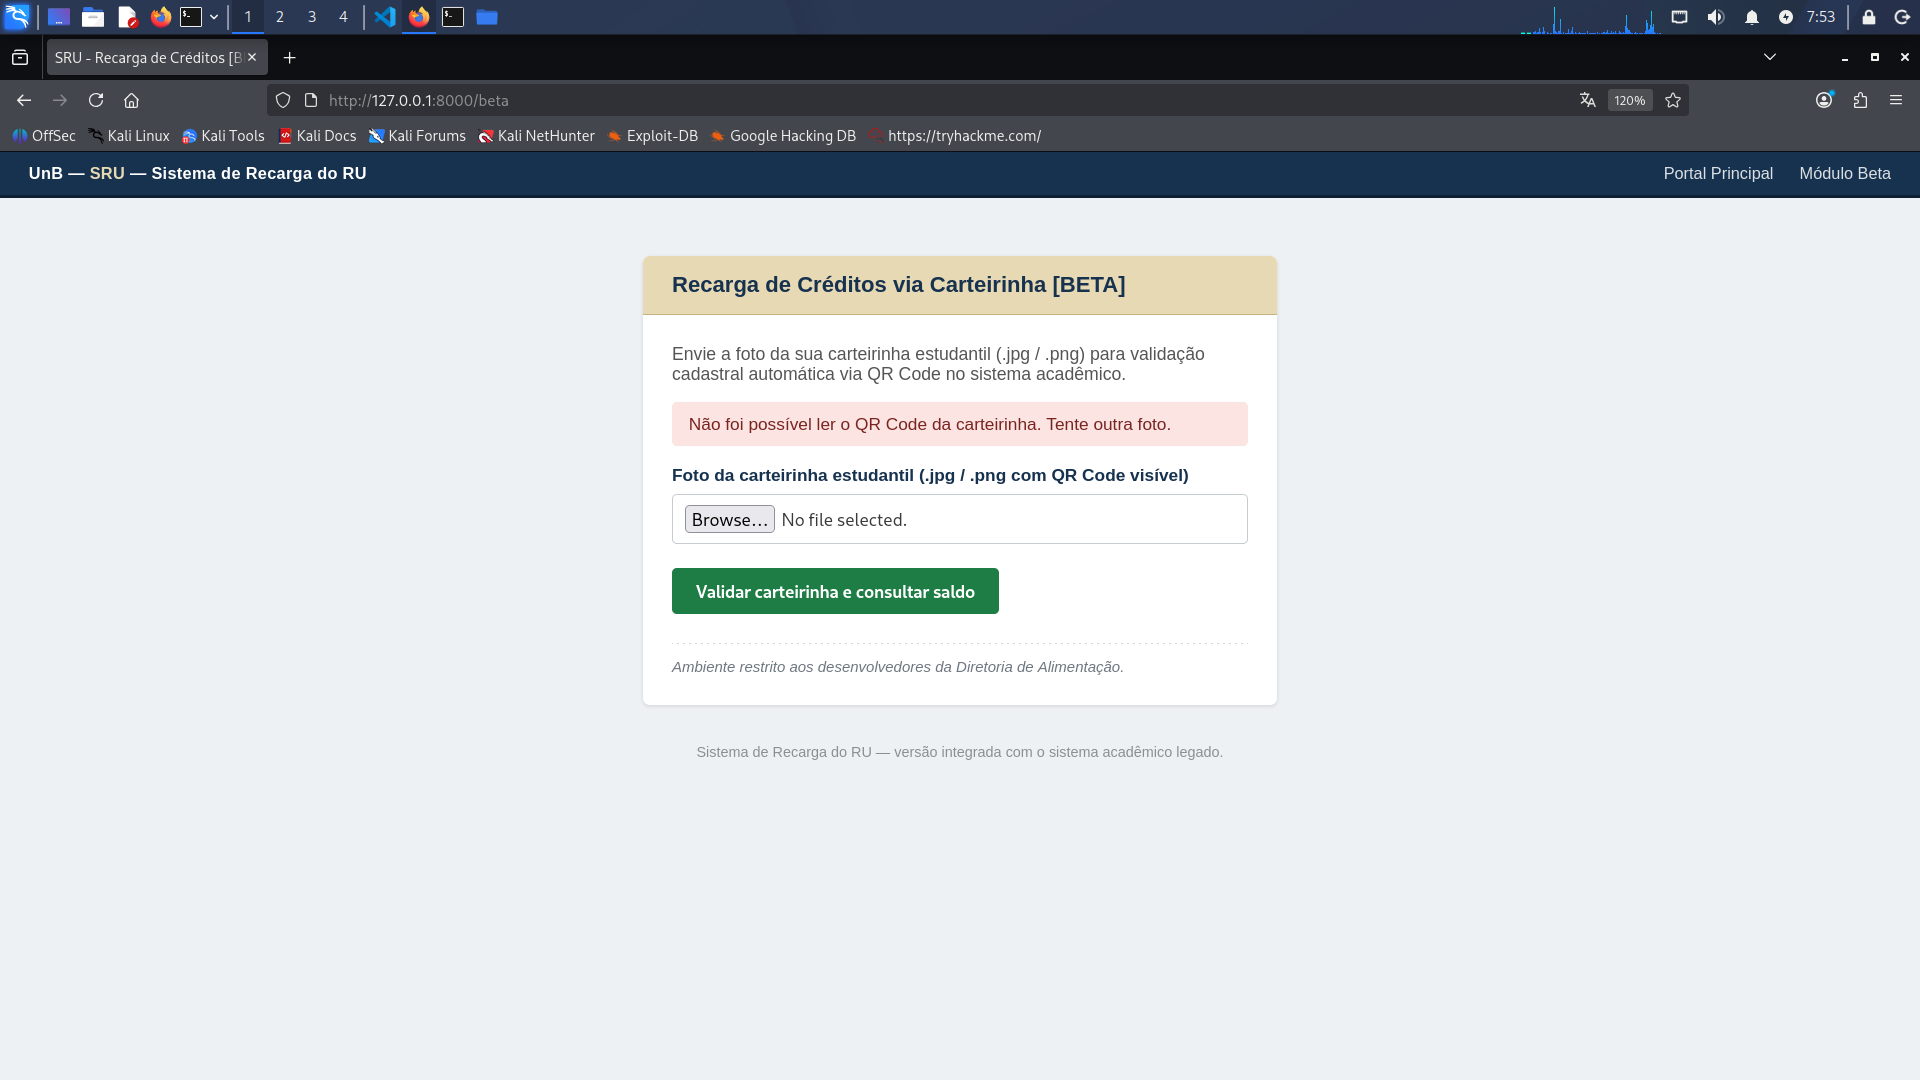 1
2
3
4
7:53
SRU - Recarga de Créditos [B
http://127.0.0.1:8000/beta
120%
OffSec
Kali Linux
Kali Tools
Kali Docs
Kali Forums
Kali NetHunter
Exploit-DB
Google Hacking DB
https://tryhackme.com/
UnB — SRU — Sistema de Recarga do RU
Portal Principal
Módulo Beta
Recarga de Créditos via Carteirinha [BETA]
Envie a foto da sua carteirinha estudantil (.jpg / .png) para validação
cadastral automática via QR Code no sistema acadêmico.
Não foi possível ler o QR Code da carteirinha. Tente outra foto.
Foto da carteirinha estudantil (.jpg / .png com QR Code visível)
Browse... No file selected.
Validar carteirinha e consultar saldo
Ambiente restrito aos desenvolvedores da Diretoria de Alimentação.
Sistema de Recarga do RU — versão integrada com o sistema acadêmico legado.